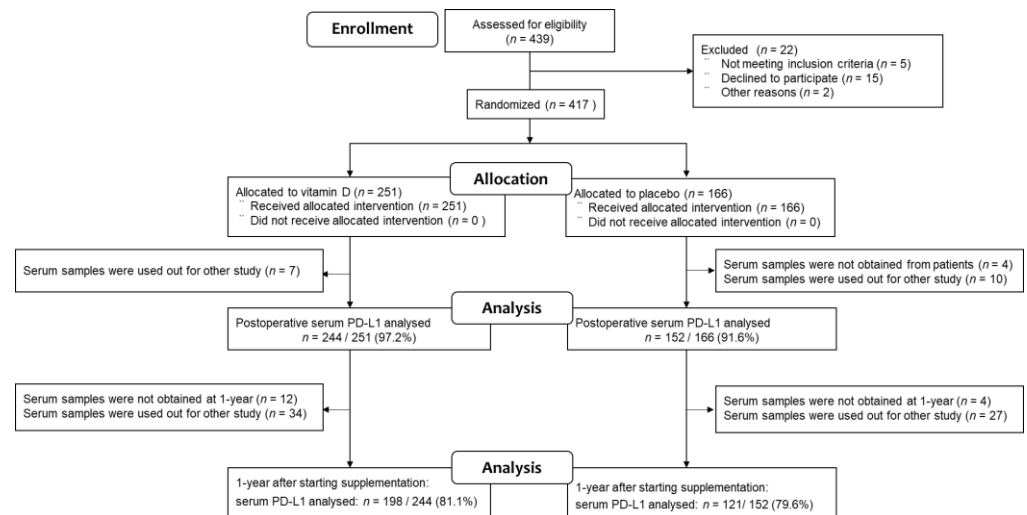 Enrollment
Assessed for eligibility
(n = 439)
Excluded (n = 22)
¨ Not meeting inclusion criteria (n = 5)
¨ Declined to participate (n = 15)
¨ Other reasons (n = 2)
Randomized (n = 417 )
Allocation
Allocated to vitamin D (n = 251)
¨ Received allocated intervention (n = 251)
¨ Did not receive allocated intervention (n = 0 )
Allocated to placebo (n = 166)
¨ Received allocated intervention (n = 166)
¨ Did not receive allocated intervention (n = 0)
Serum samples were used out for other study (n = 7)
Serum samples were not obtained from patients (n = 4)
Serum samples were used out for other study (n = 10)
Analysis
Postoperative serum PD-L1 analysed
n = 244 / 251 (97.2%)
Postoperative serum PD-L1 analysed
n = 152 / 166 (91.6%)
Serum samples were not obtained at 1-year (n = 12)
Serum samples were used out for other study (n = 34)
Serum samples were not obtained at 1-year (n = 4)
Serum samples were used out for other study (n = 27)
Analysis
1-year after starting supplementation:
serum PD-L1 analysed: n = 198 / 244 (81.1%)
1-year after starting supplementation:
serum PD-L1 analysed: n = 121/ 152 (79.6%)